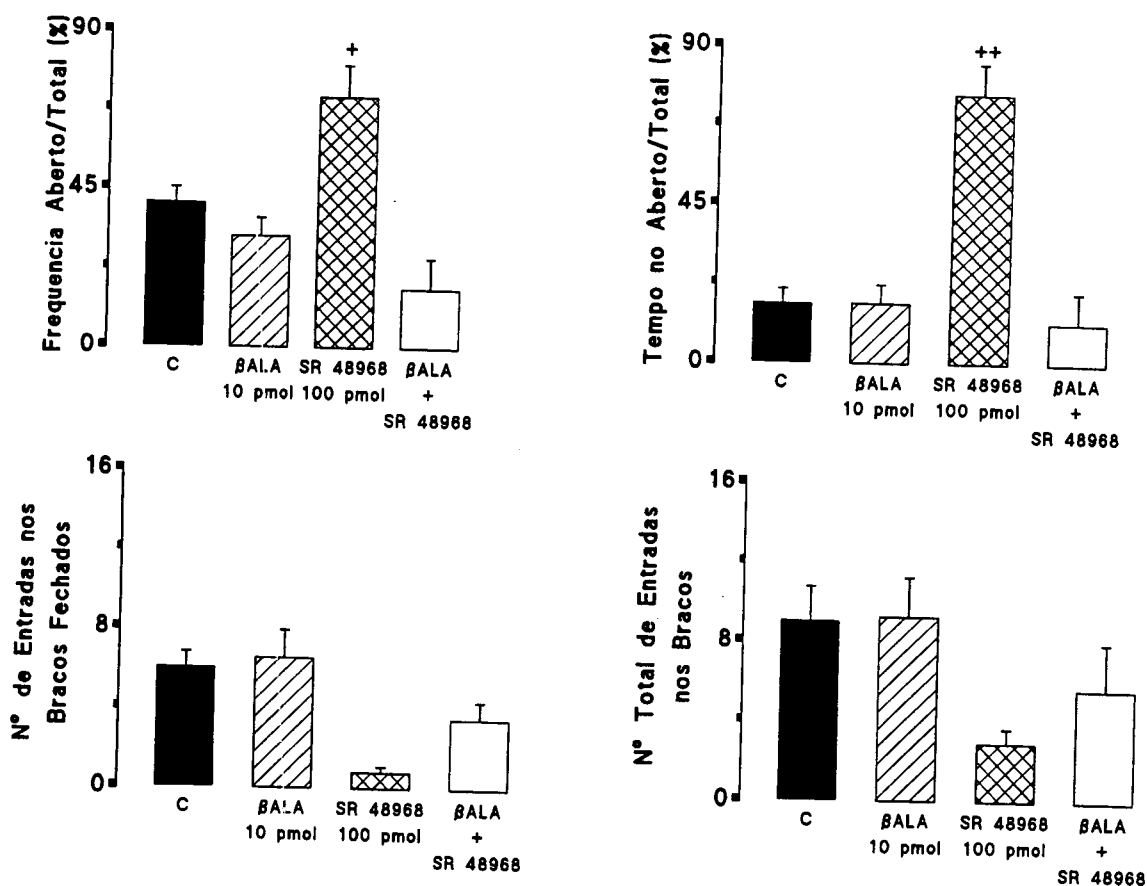 Frequencia Aberto/Total (%)
90
45
0
+
C
βALA
10 pmol
SR 48968
100 pmol
βALA
+
SR 48968
Tempo no Aberto/Total (%)
90
45
0
++
C
βALA
10 pmol
SR 48968
100 pmol
βALA
+
SR 48968
Nº de Entradas nos
Bracos Fechados
16
8
0
C
βALA
10 pmol
SR 48968
100 pmol
βALA
+
SR 48968
Nº Total de Entradas
nos Bracos
16
8
0
C
βALA
10 pmol
SR 48968
100 pmol
βALA
+
SR 48968